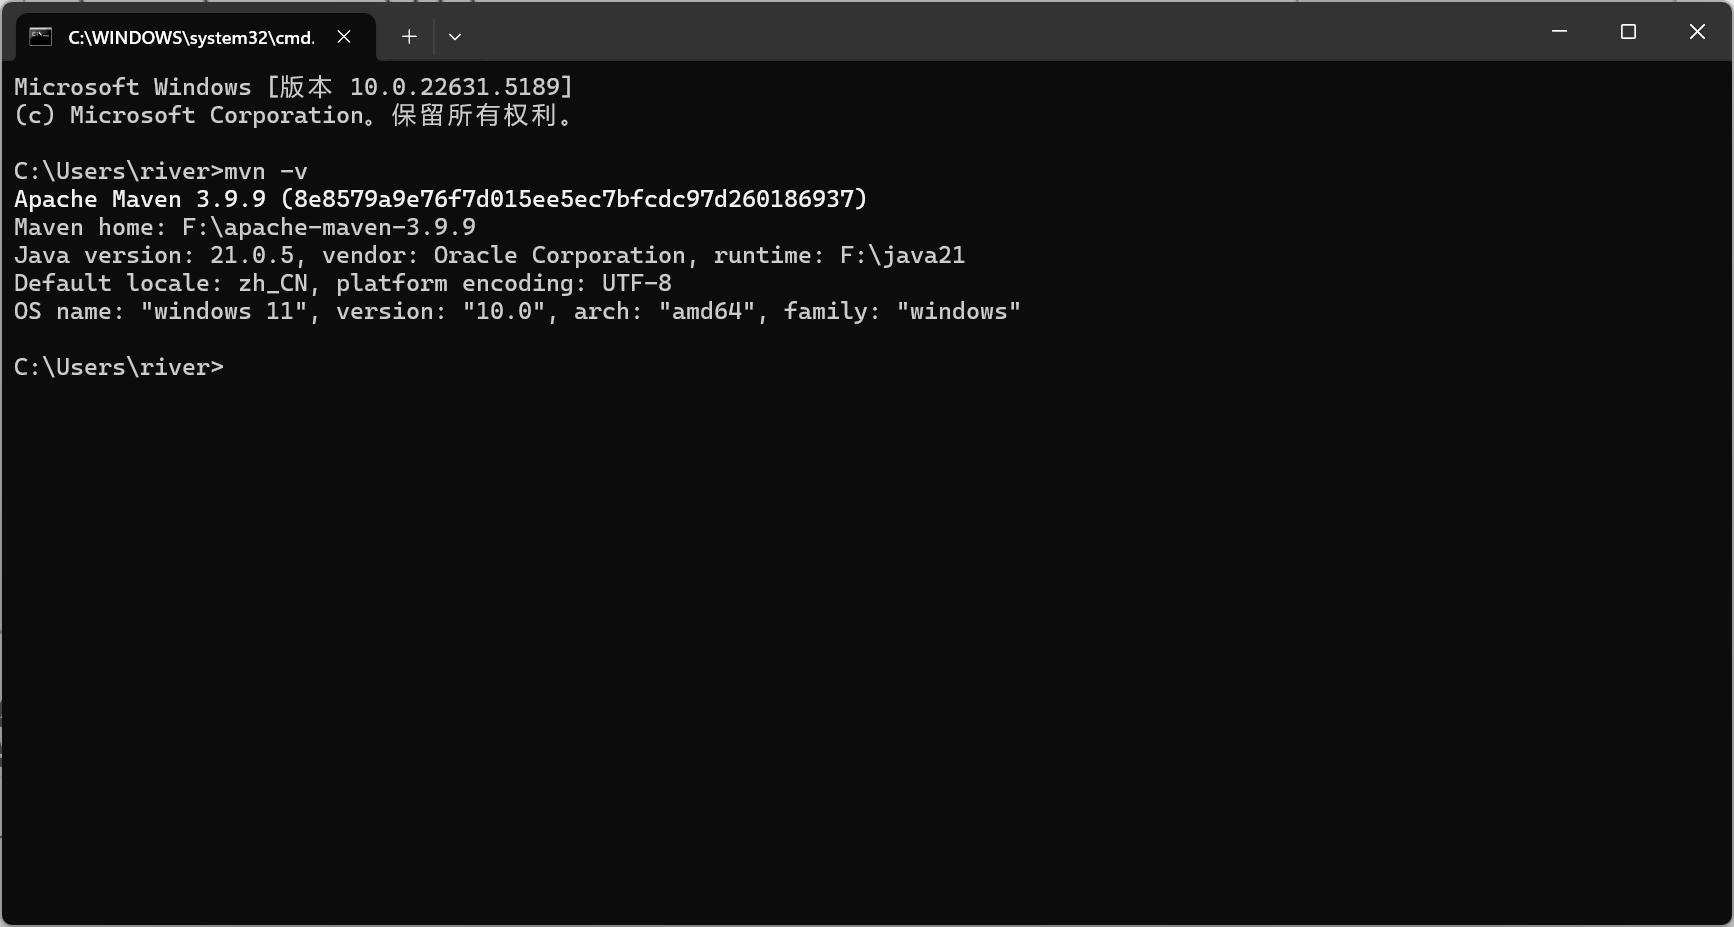 C:\WINDOWS\system32\cmd.
Microsoft Windows [版本 10.0.22631.5189]
(c) Microsoft Corporation。保留所有权利。
C:\Users\river>mvn -v
Apache Maven 3.9.9 (8e8579a9e76f7d015ee5ec7bfcdc97d260186937)
Maven home: F:\apache-maven-3.9.9
Java version: 21.0.5, vendor: Oracle Corporation, runtime: F:\java21
Default locale: zh_CN, platform encoding: UTF-8
OS name: "windows 11", version: "10.0", arch: "amd64", family: "windows"
C:\Users\river>